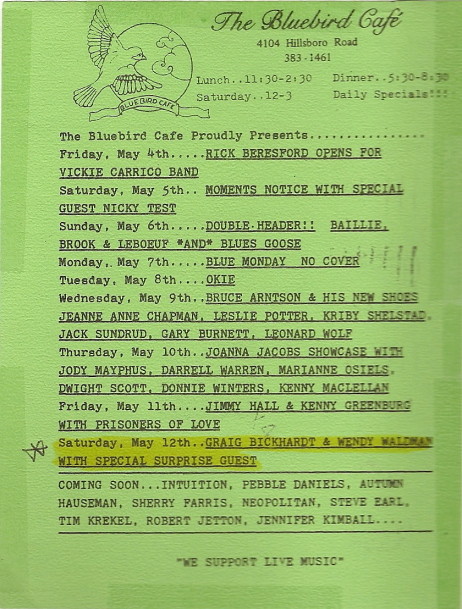 The Bluebird Café
4104 Hillsboro Road
383-1461
Lunch..11:30-2:30 Dinner..5:30-8:30
Saturday..12-3 Daily Specials!!!
BLUEBIRD CAFE
The Bluebird Cafe Proudly Presents...............
Friday, May 4th.....RICK BERESFORD OPENS FOR
VICKIE CARRICO BAND
Saturday, May 5th.. MOMENTS NOTICE WITH SPECIAL
GUEST NICKY TEST
Sunday, May 6th.....DOUBLE-HEADER!! BAILLIE,
BROOK & LEBOEUF *AND* BLUES GOOSE
Monday, May 7th.....BLUE MONDAY NO COVER
Tuesday, May 8th....OKIE
Wednesday, May 9th..BRUCE ARNTSON & HIS NEW SHOES
JEANNE ANNE CHAPMAN, LESLIE POTTER, KRIBY SHELSTAD,
JACK SUNDRUD, GARY BURNETT, LEONARD WOLF
Thursday, May 10th..JOANNA JACOBS SHOWCASE WITH
JODY MAYPHUS, DARRELL WARREN, MARIANNE OSIELS,
DWIGHT SCOTT, DONNIE WINTERS, KENNY MACLELLAN
Friday, May 11th....JIMMY HALL & KENNY GREENBURG
WITH PRISONERS OF LOVE
Saturday, May 12th..GRAIG BICKHARDT & WENDY WALDMAN
WITH SPECIAL SURPRISE GUEST
COMING SOON...INTUITION, PEBBLE DANIELS, AUTUMN
HAUSEMAN, SHERRY FARRIS, NEOPOLITAN, STEVE EARL,
TIM KREKEL, ROBERT JETTON, JENNIFER KIMBALL....
"WE SUPPORT LIVE MUSIC"